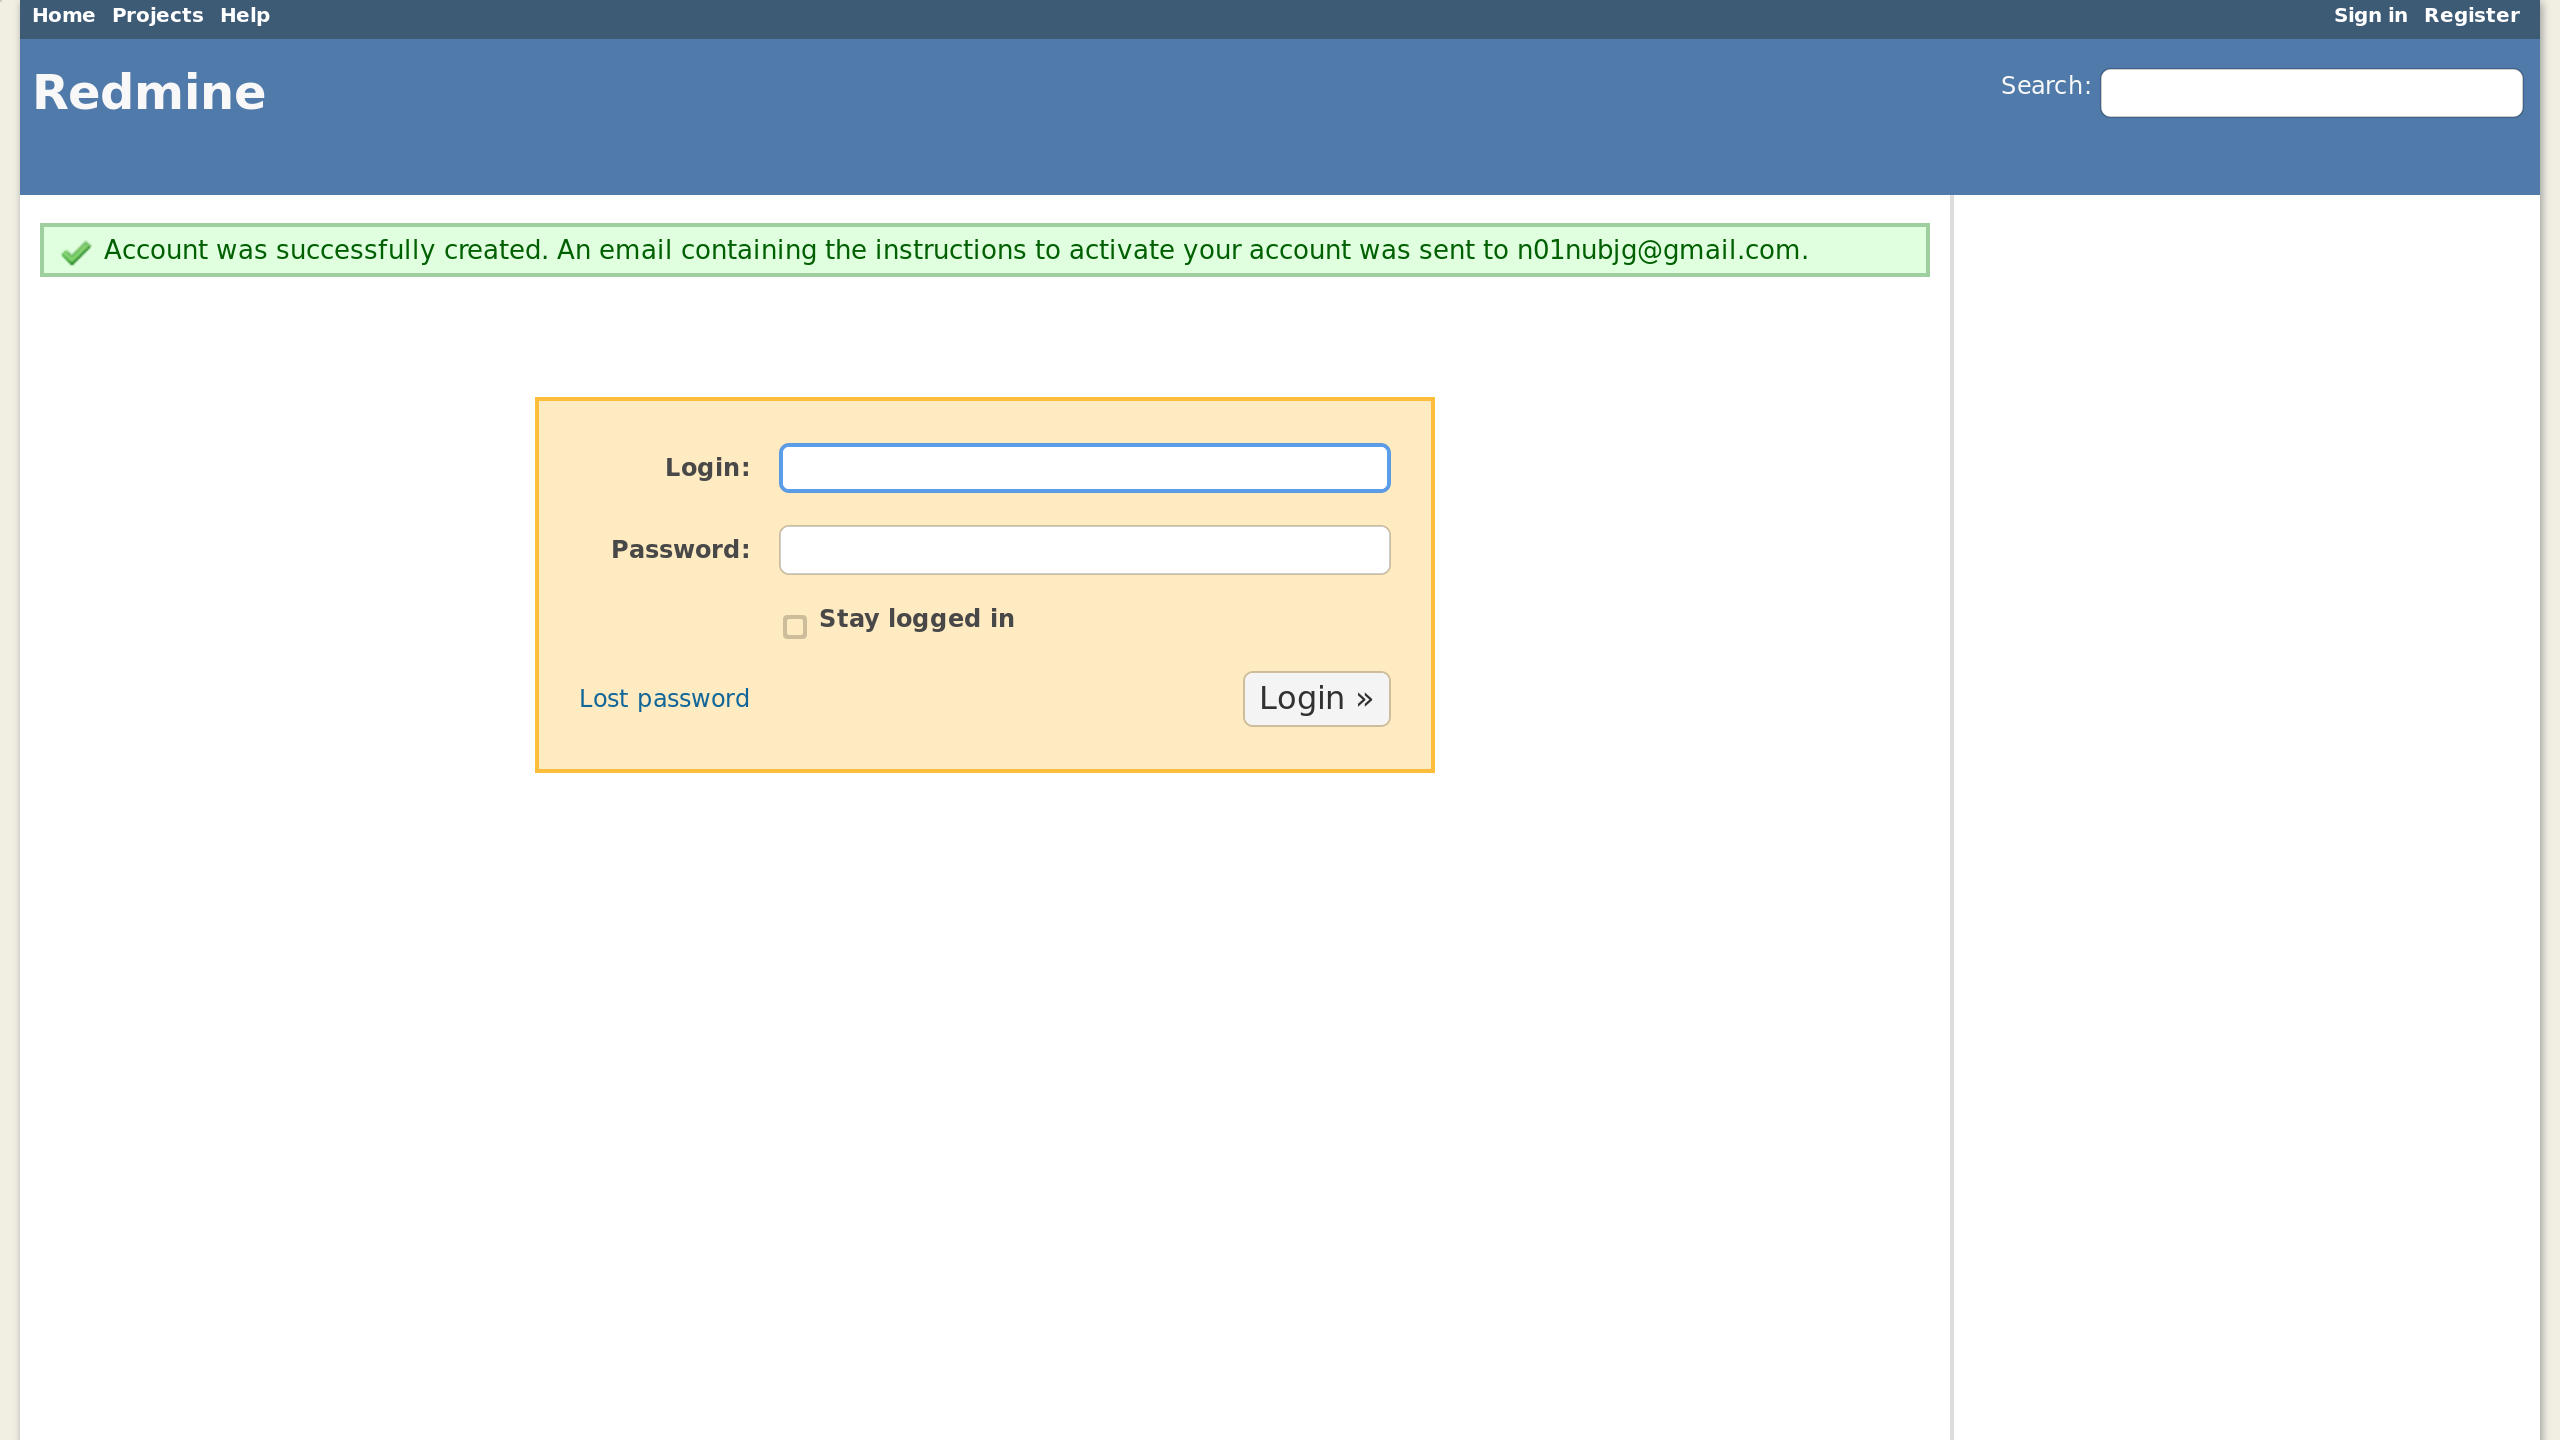 Home Projects Help Sign in Register
Redmine
Search:
Account was successfully created. An email containing the instructions to activate your account was sent to n01nubjg@gmail.com.
Login:
Password:
Stay logged in
Lost password
Login »